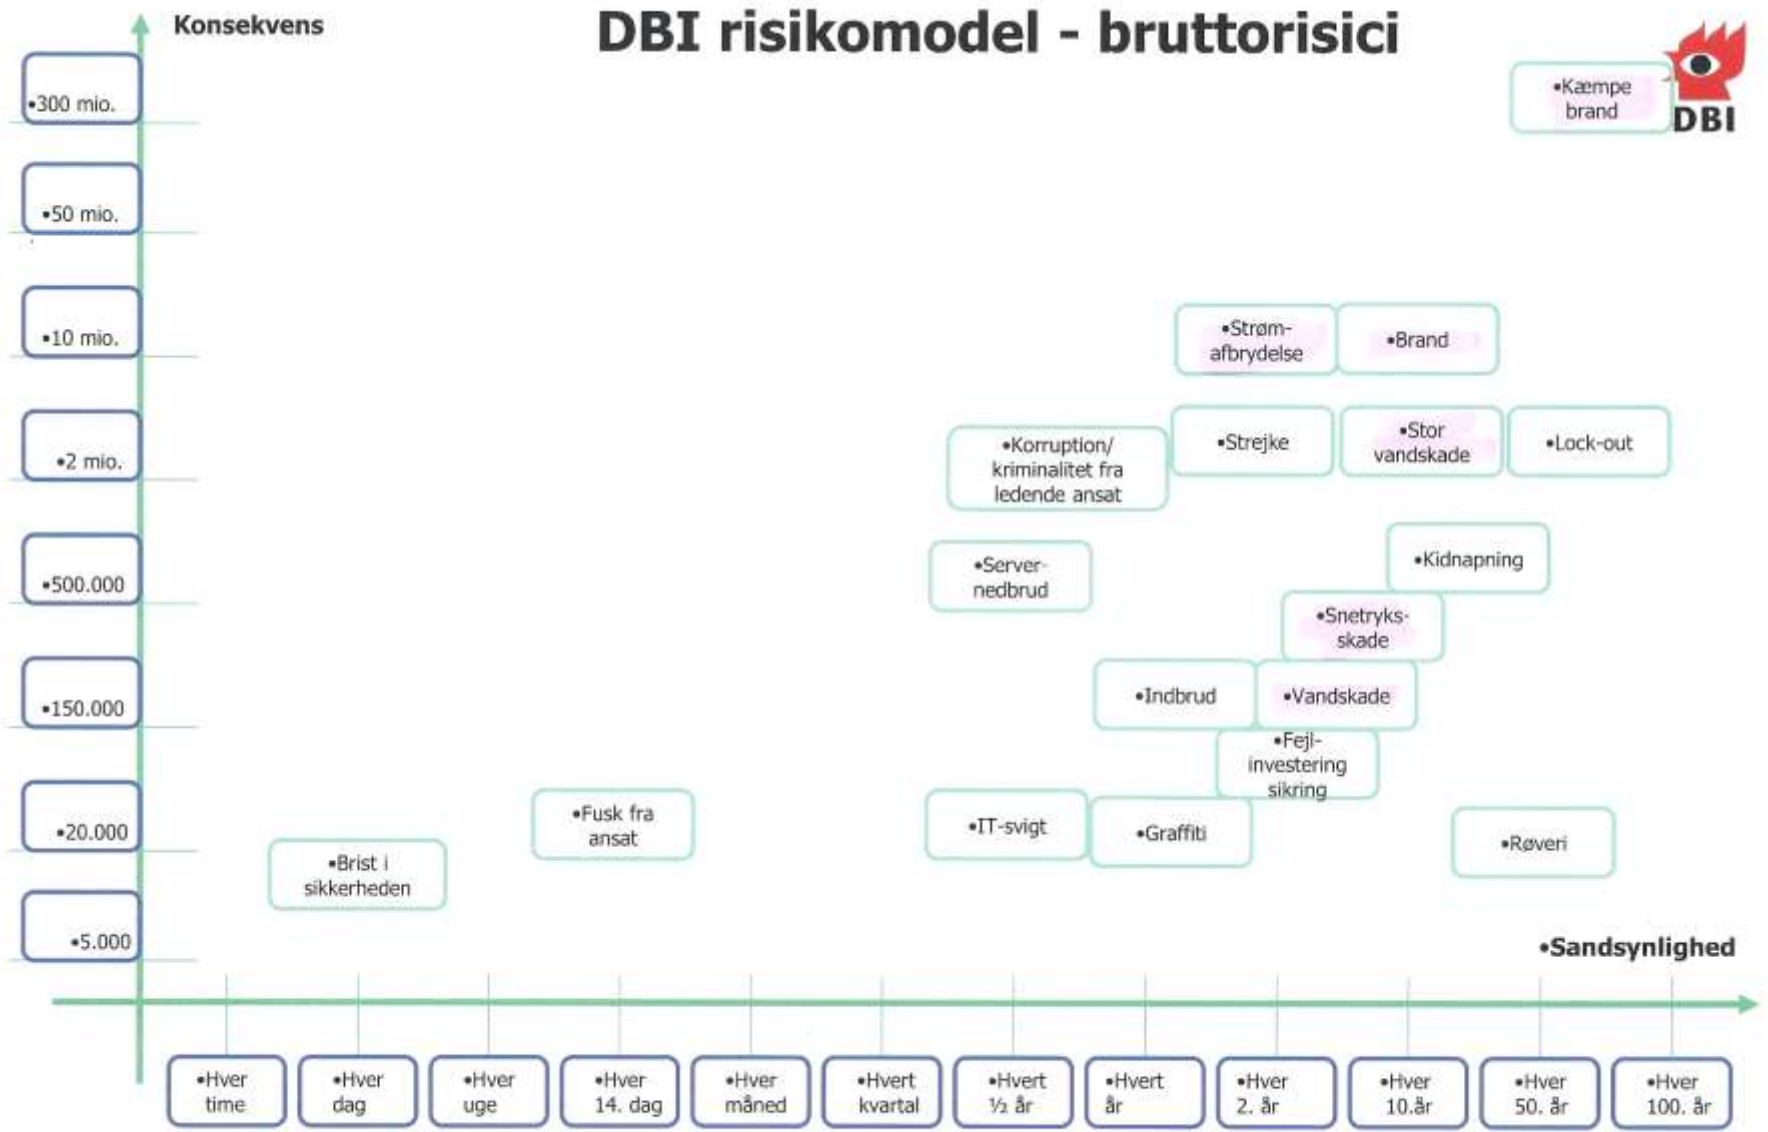 Konsekvens
DBI risikomodel - bruttorisici
DBI
•300 mio.
•50 mio.
•10 mio.
•2 mio.
•500.000
•150.000
•20.000
•5.000
•Kæmpe
brand
•Strøm-
afbrydelse
•Brand
•Korruption/
kriminalitet fra
ledende ansat
•Strejke
•Stor
vandskade
•Lock-out
•Server-
nedbrud
•Kidnapning
•Snetryks-
skade
•Indbrud
•Vandskade
•Fejl-
investering
sikring
•Fusk fra
ansat
•IT-svigt
•Graffiti
•Røveri
•Brist i
sikkerheden
•Sandsynlighed
•Hver
time
•Hver
dag
•Hver
uge
•Hver
14. dag
•Hver
måned
•Hvert
kvartal
•Hvert
½ år
•Hvert
år
•Hver
2. år
•Hver
10.år
•Hver
50. år
•Hver
100. år